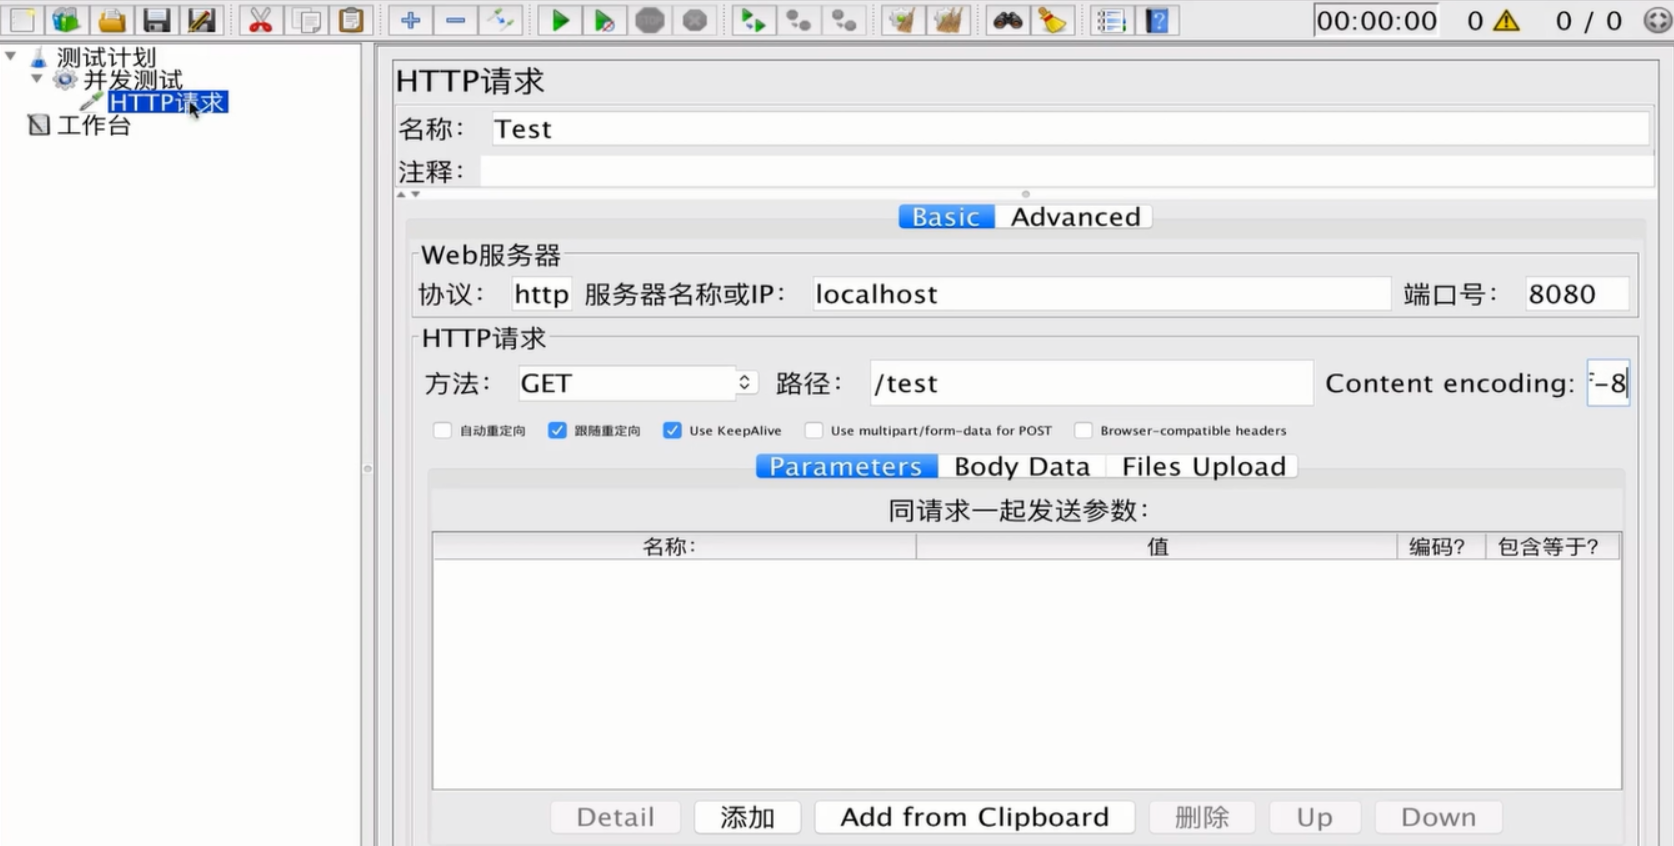 00:00:00 0 0 / 0
测试计划
并发测试
HTTP请求
工作台
HTTP请求
名称： Test
注释：
Basic Advanced
Web服务器
协议： http 服务器名称或IP： localhost 端口号： 8080
HTTP请求
方法： GET 路径： /test Content encoding: -8
自动重定向 跟随重定向 Use KeepAlive Use multipart/form-data for POST Browser-compatible headers
Parameters Body Data Files Upload
同请求一起发送参数：
名称： 值 编码? 包含等于?
Detail 添加 Add from Clipboard 删除 Up Down